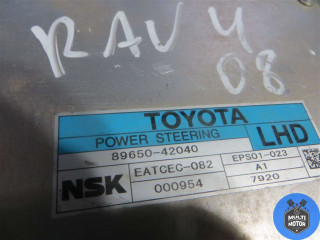 RAV 4
08
TOYOTA
POWER STEERING
LHD
89650-42040
NSK
EATCEC-082
EPS01-023
000954
A1
7920
MULTI
MOTOR